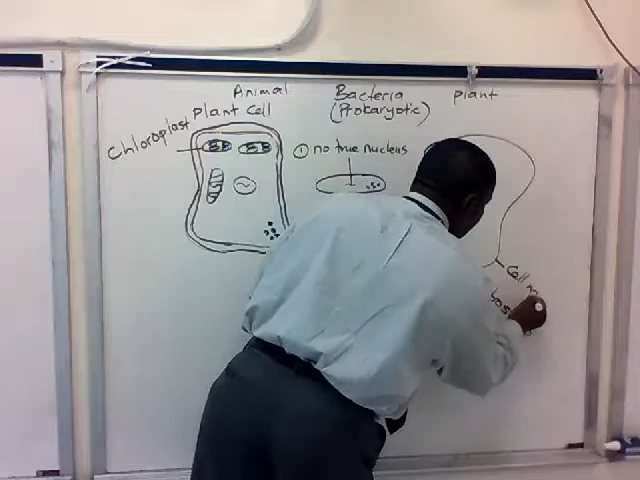 Animal
Plant Cell
Chloroplast
Bacteria
(Prokaryotic)
① no true nucleus
plant
Cell